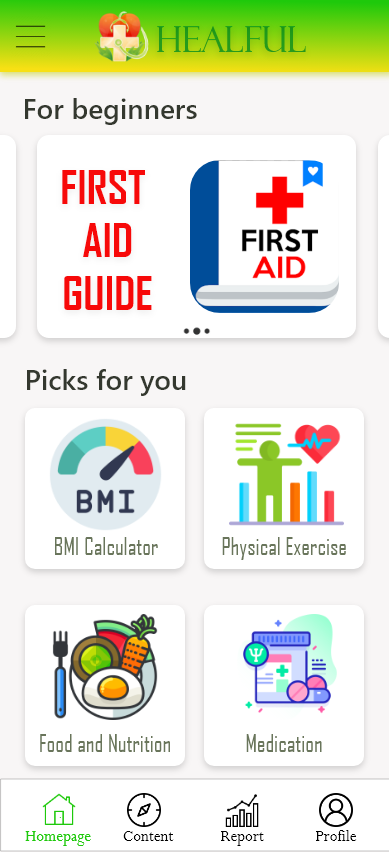 HEALFUL
For beginners
FIRST
AID
GUIDE
FIRST
AID
Picks for you
BMI
BMI Calculator
Physical Exercise
Food and Nutrition
Medication
Homepage
Content
Report
Profile